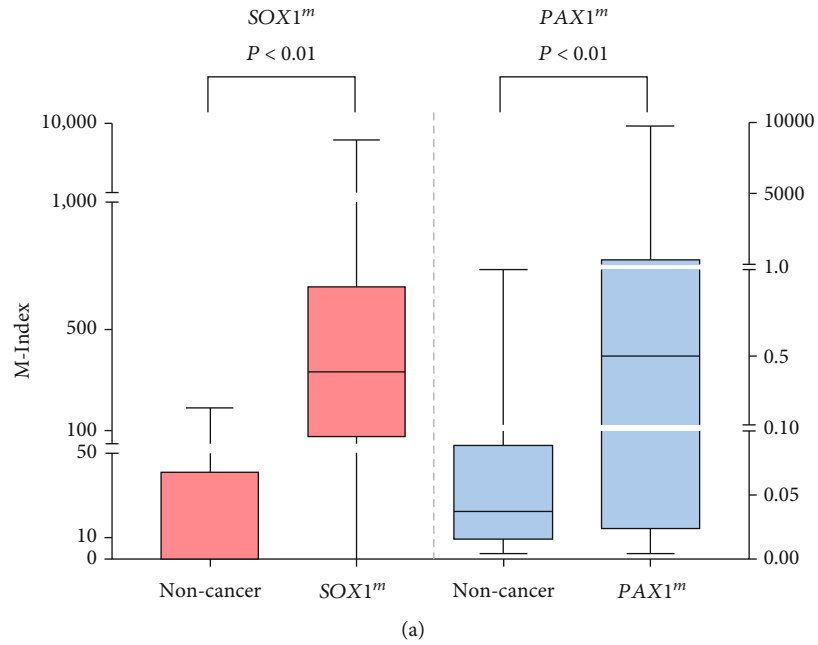 SOX1ᵐ
PAX1ᵐ
P < 0.01
P < 0.01
M-Index
10,000
1,000
500
100
50
10
0
10000
5000
1.0
0.5
0.10
0.05
0.00
Non-cancer
SOX1ᵐ
Non-cancer
PAX1ᵐ
(a)